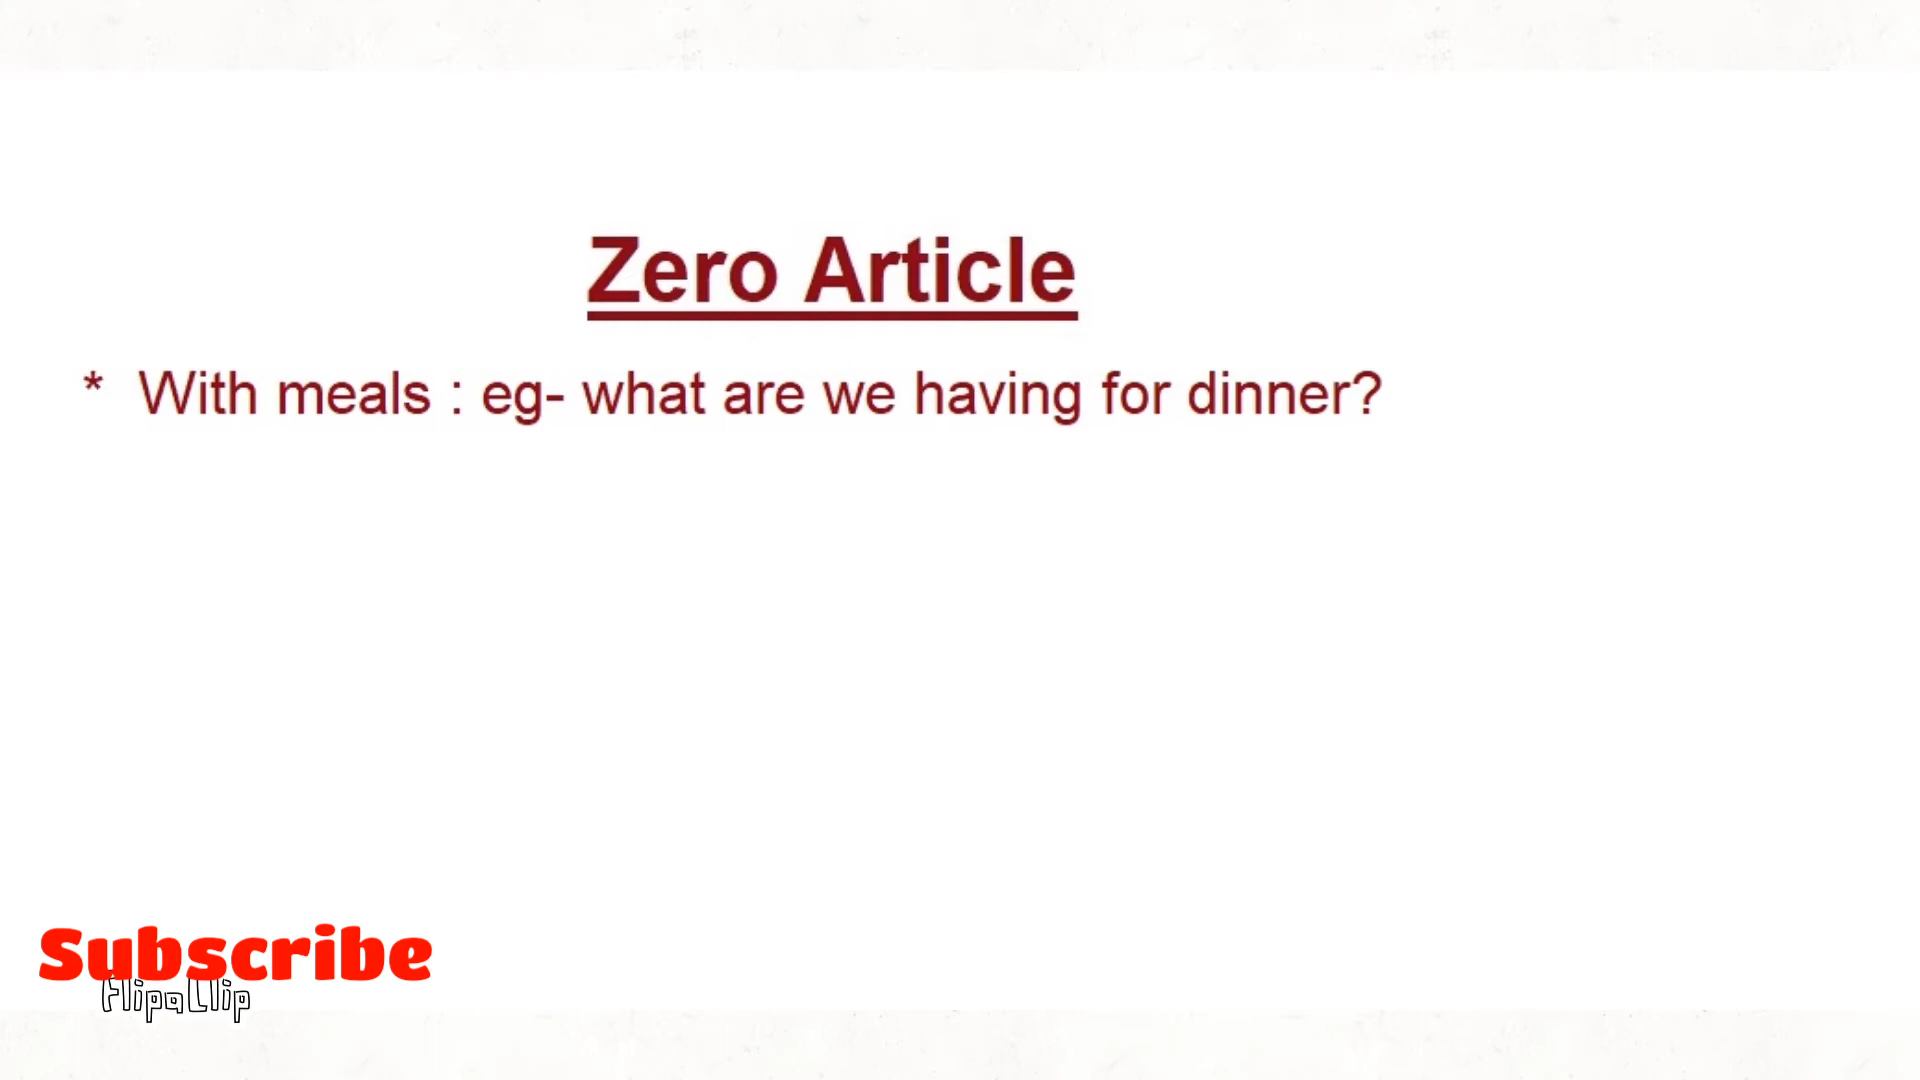 Zero Article
* With meals : eg- what are we having for dinner?
Subscribe
FlipaClip